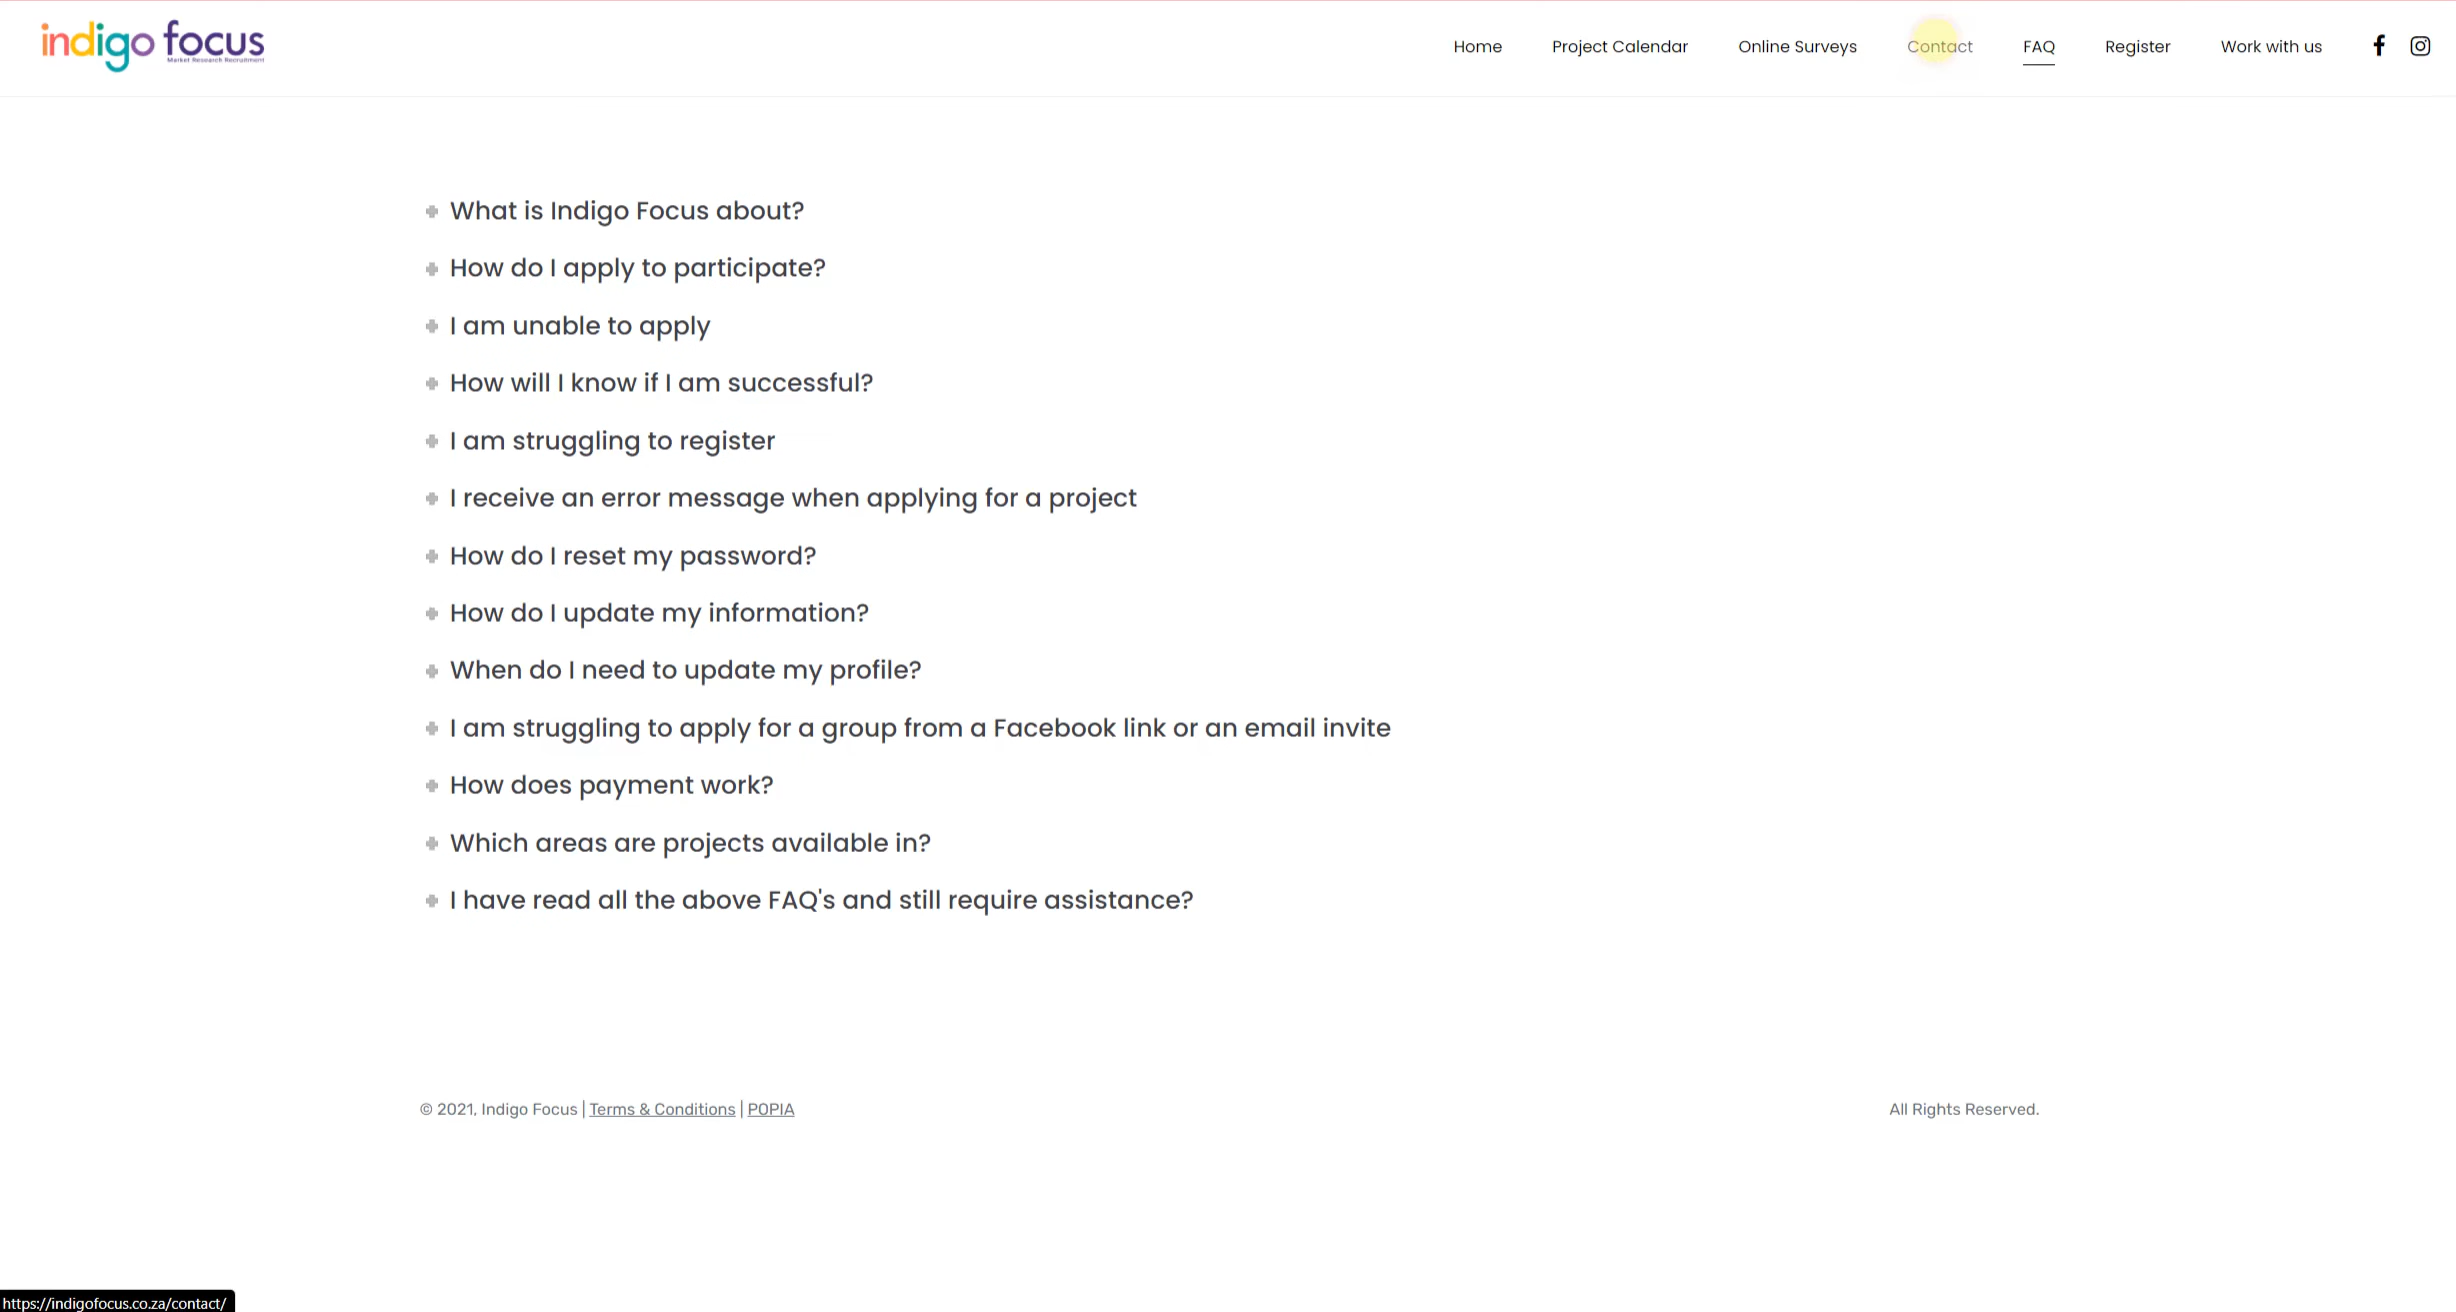 indigo focus
Market Research Recruitment
Home Project Calendar Online Surveys Contact FAQ Register Work with us
What is Indigo Focus about?
How do I apply to participate?
I am unable to apply
How will I know if I am successful?
I am struggling to register
I receive an error message when applying for a project
How do I reset my password?
How do I update my information?
When do I need to update my profile?
I am struggling to apply for a group from a Facebook link or an email invite
How does payment work?
Which areas are projects available in?
I have read all the above FAQ's and still require assistance?
© 2021, Indigo Focus | Terms & Conditions | POPIA All Rights Reserved.
https://indigofocus.co.za/contact/